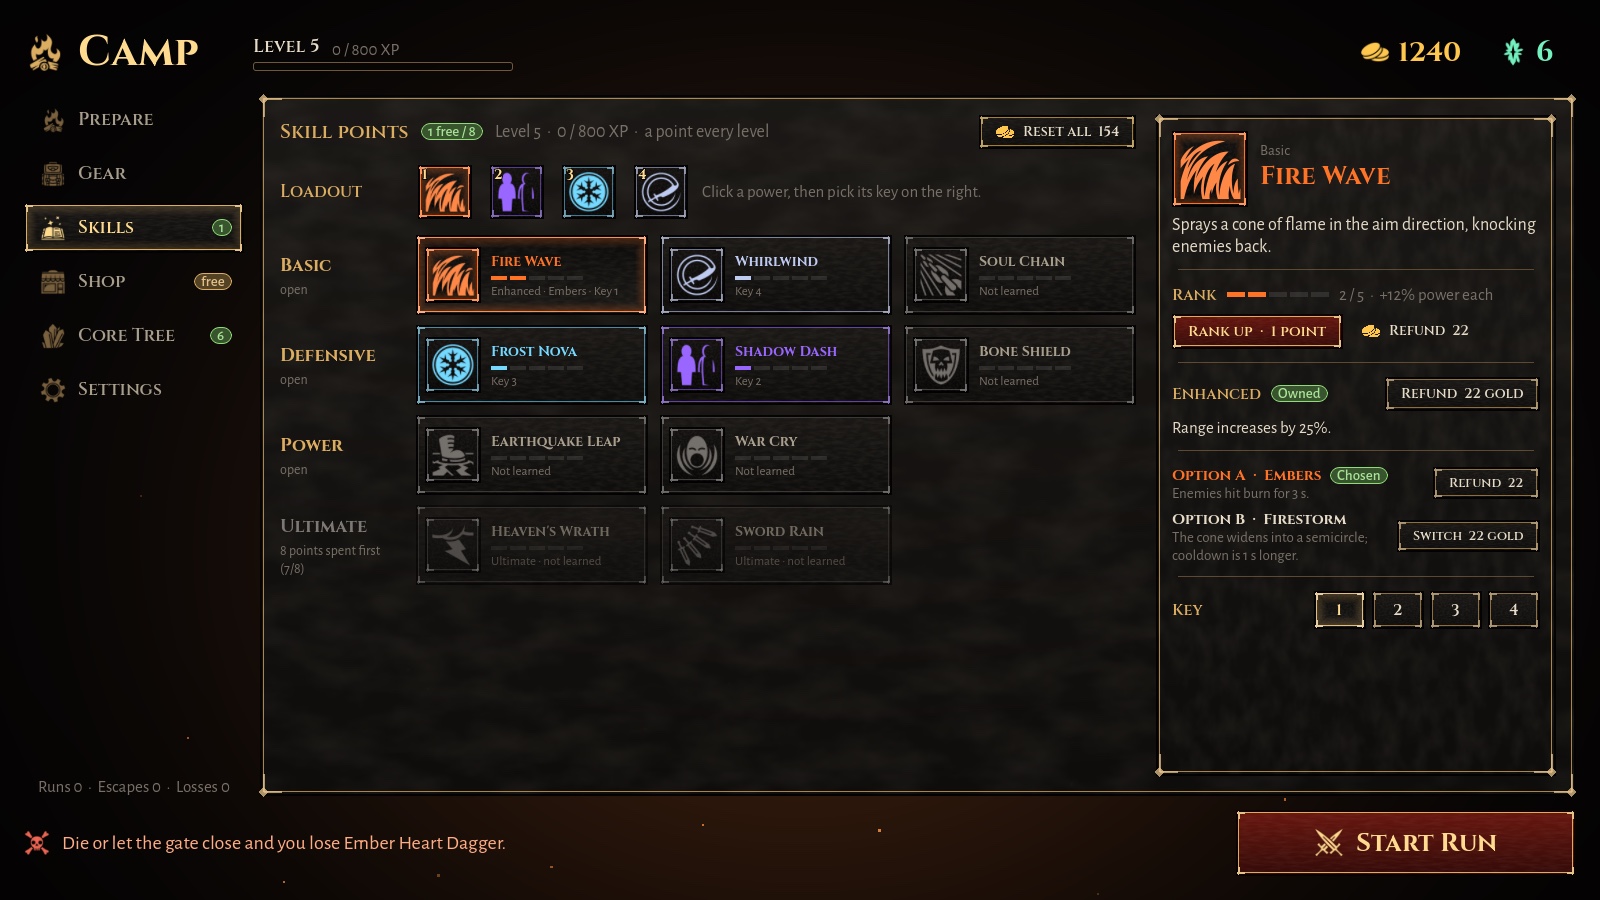 Camp
Level 5 0 / 800 XP
1240 6
Prepare
Gear
Skills 1
Shop free
Core Tree 6
Settings
Runs 0 · Escapes 0 · Losses 0
Skill points 1 free / 8 Level 5 · 0 / 800 XP · a point every level
Reset all 154
Loadout 1 2 3 4 Click a power, then pick its key on the right.
Basic
open
Fire Wave
Enhanced · Embers · Key 1
Whirlwind
Key 4
Soul Chain
Not learned
Defensive
open
Frost Nova
Key 3
Shadow Dash
Key 2
Bone Shield
Not learned
Power
open
Earthquake Leap
Not learned
War Cry
Not learned
Ultimate
8 points spent first
(7/8)
Heaven's Wrath
Ultimate · not learned
Sword Rain
Ultimate · not learned
Basic
Fire Wave
Sprays a cone of flame in the aim direction, knocking
enemies back.
Rank 2 / 5 · +12% power each
Rank up · 1 point Refund 22
Enhanced Owned Refund 22 gold
Range increases by 25%.
Option A · Embers Chosen
Enemies hit burn for 3 s.
Refund 22
Option B · Firestorm
The cone widens into a semicircle;
cooldown is 1 s longer.
Switch 22 gold
Key 1 2 3 4
Die or let the gate close and you lose Ember Heart Dagger.
Start Run